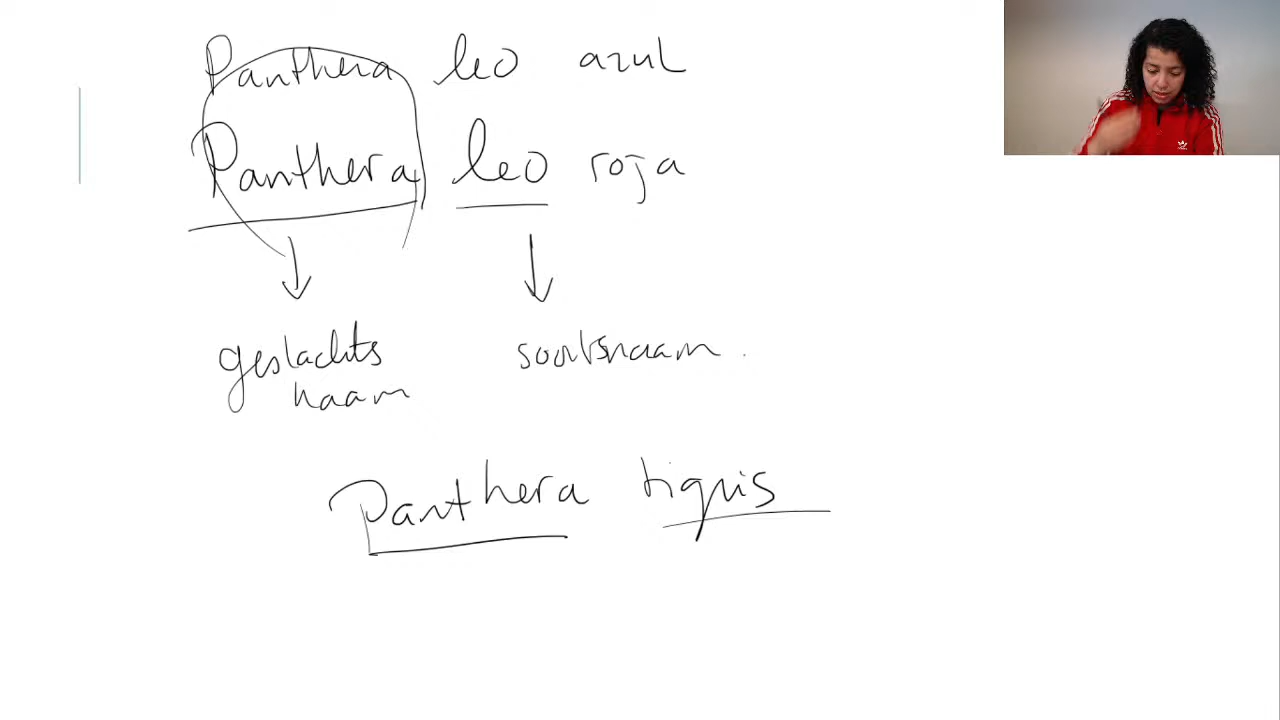 Panthera leo azul
Panthera leo roja
geslachts
naam
soortsnaam.
Panthera tigris